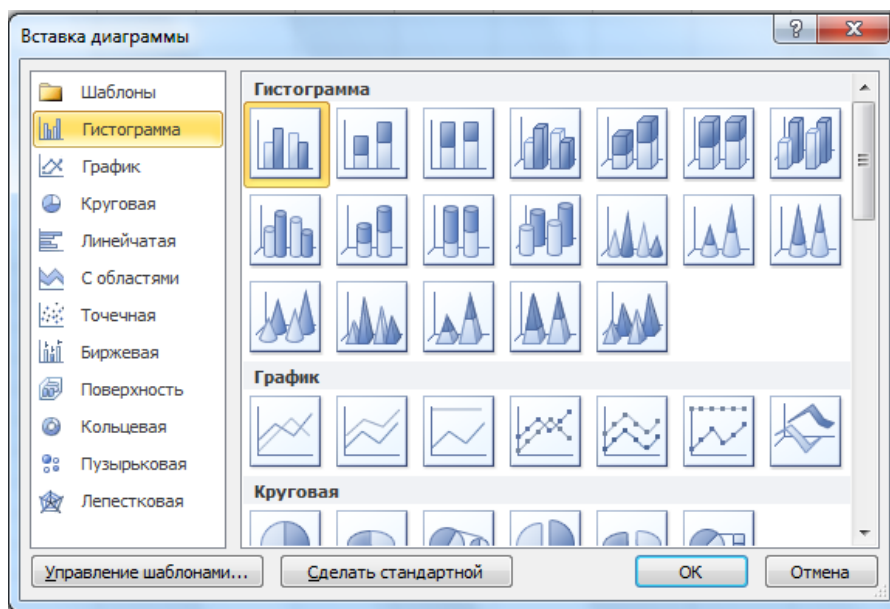 Вставка диаграммы
Шаблоны
Гистограмма
График
Круговая
Линейчатая
С областями
Точечная
Биржевая
Поверхность
Кольцевая
Пузырьковая
Лепестковая
Гистограмма
График
Круговая
Управление шаблонами...
Сделать стандартной
ОК
Отмена